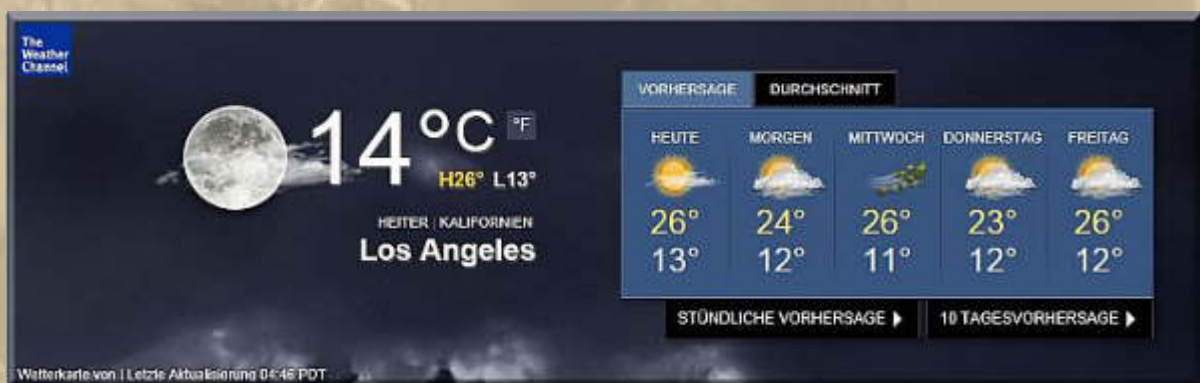 The
Weather
Channel
14°C °F
H26° L13°
HEITER | KALIFORNIEN
Los Angeles
VORHERSAGE DURCHSCHNITT
HEUTE MORGEN MITTWOCH DONNERSTAG FREITAG
26° 24° 26° 23° 26°
13° 12° 11° 12° 12°
STÜNDLICHE VORHERSAGE 10 TAGESVORHERSAGE
Wetterkarte von | Letzte Aktualisierung 04:46 PDT